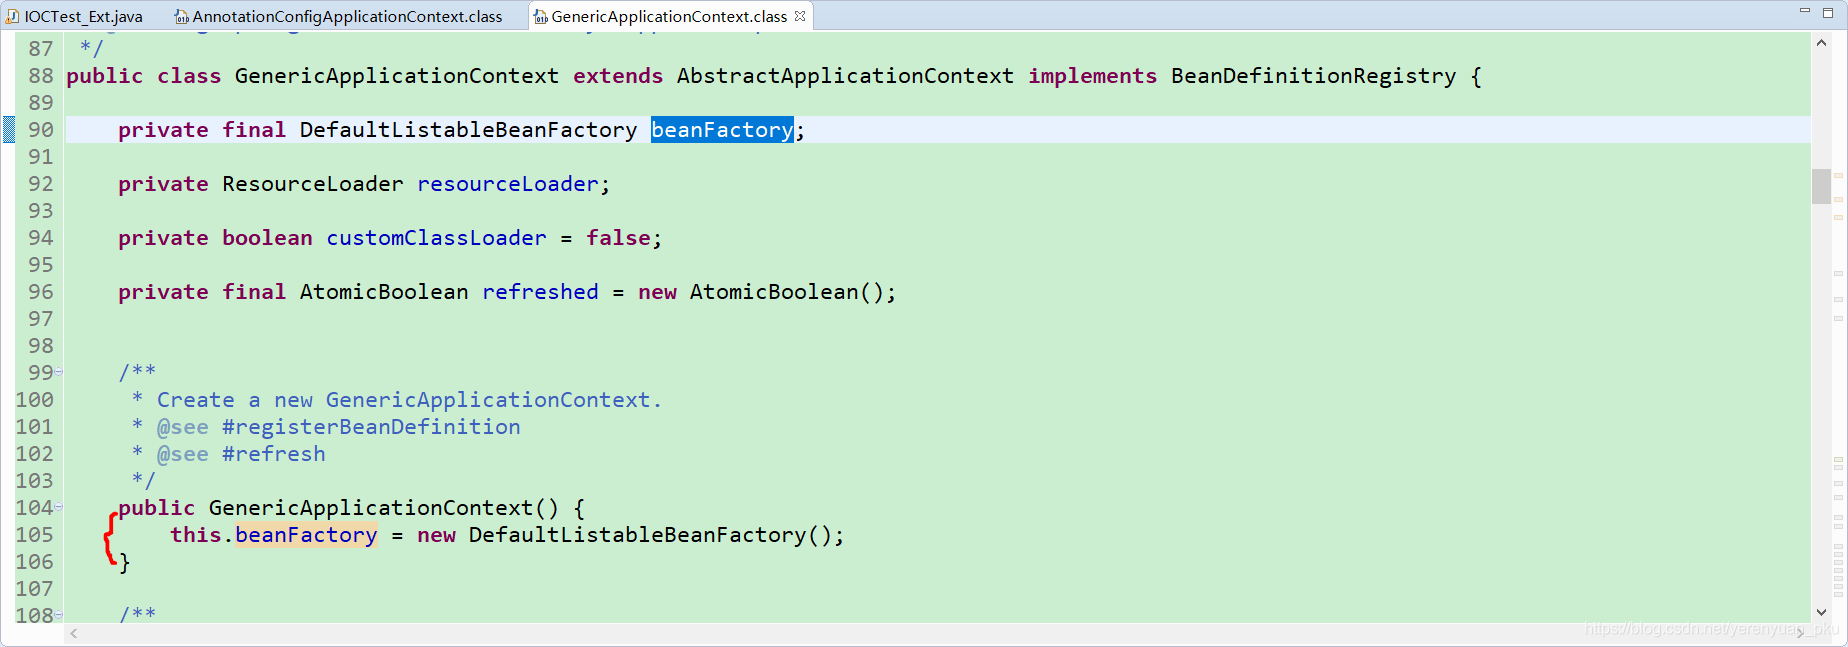 IOCTest_Ext.java AnnotationConfigApplicationContext.class GenericApplicationContext.class
87 */
88 public class GenericApplicationContext extends AbstractApplicationContext implements BeanDefinitionRegistry {
89
90 private final DefaultListableBeanFactory beanFactory;
91
92 private ResourceLoader resourceLoader;
93
94 private boolean customClassLoader = false;
95
96 private final AtomicBoolean refreshed = new AtomicBoolean();
97
98
99 /**
100 * Create a new GenericApplicationContext.
101 * @see #registerBeanDefinition
102 * @see #refresh
103 */
104 public GenericApplicationContext() {
105 this.beanFactory = new DefaultListableBeanFactory();
106 }
107
108 /**
https://blog.csdn.net/yerenyuan_pku